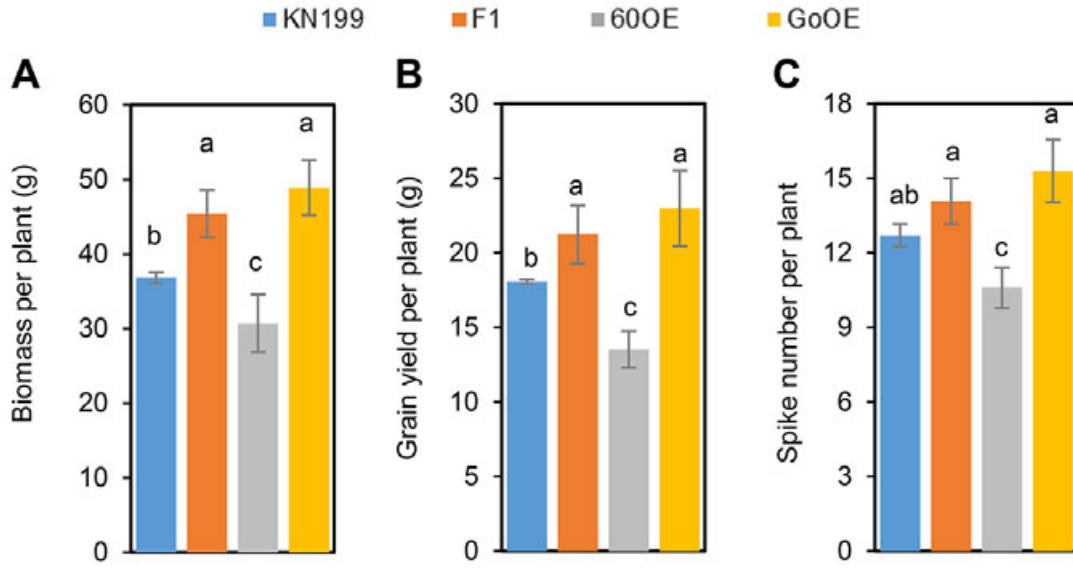 KN199 F1 60OE GoOE
A B C
Biomass per plant (g)
60
50
40
30
20
10
0
b a c a
Grain yield per plant (g)
30
25
20
15
10
5
0
b a c a
Spike number per plant
18
15
12
9
6
3
0
ab a c a